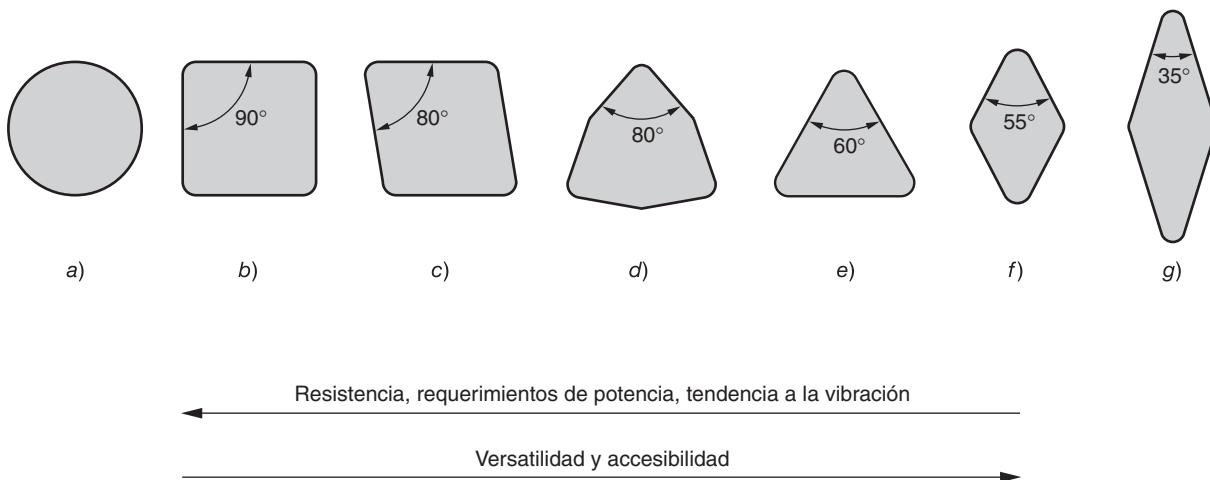 90°
80°
80°
60°
55°
35°
a)
b)
c)
d)
e)
f)
g)
Resistencia, requerimientos de potencia, tendencia a la vibración
Versatilidad y accesibilidad